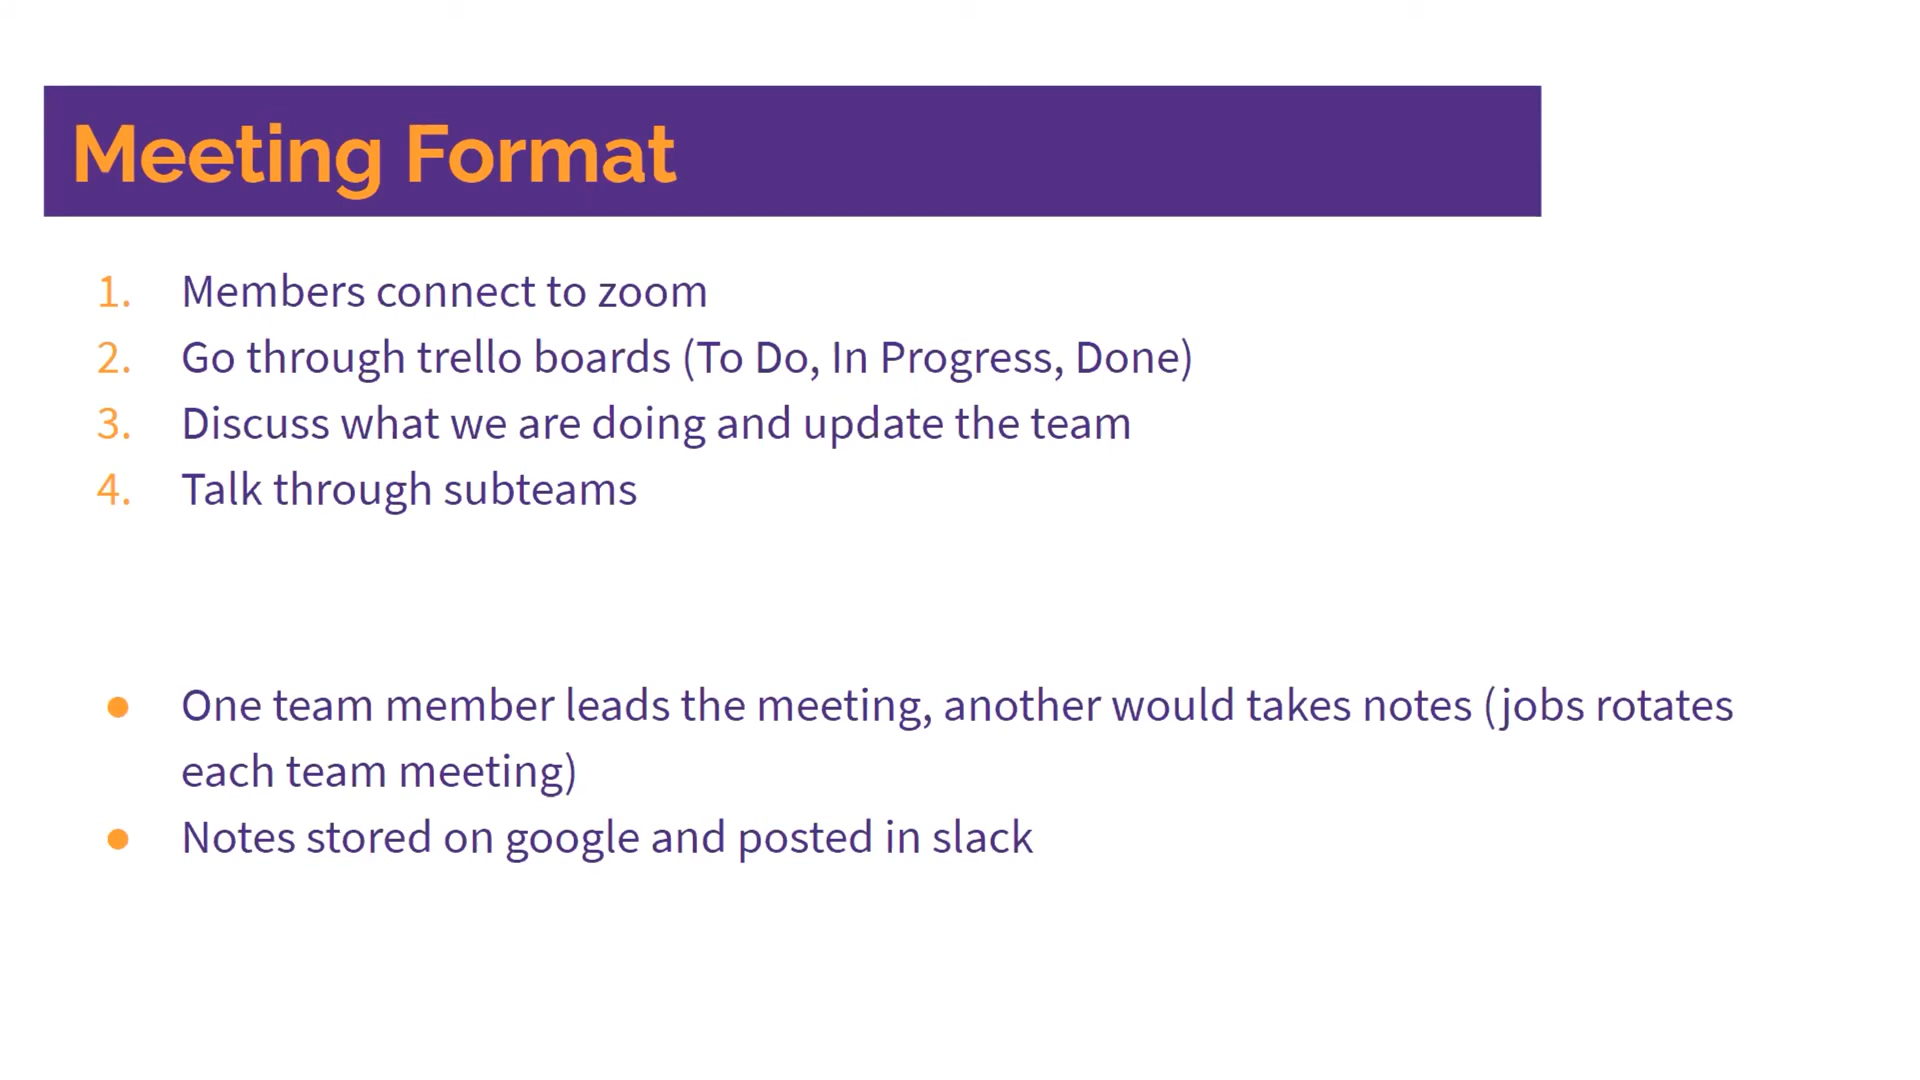 Meeting Format
1. Members connect to zoom
2. Go through trello boards (To Do, In Progress, Done)
3. Discuss what we are doing and update the team
4. Talk through subteams
● One team member leads the meeting, another would takes notes (jobs rotates
each team meeting)
● Notes stored on google and posted in slack